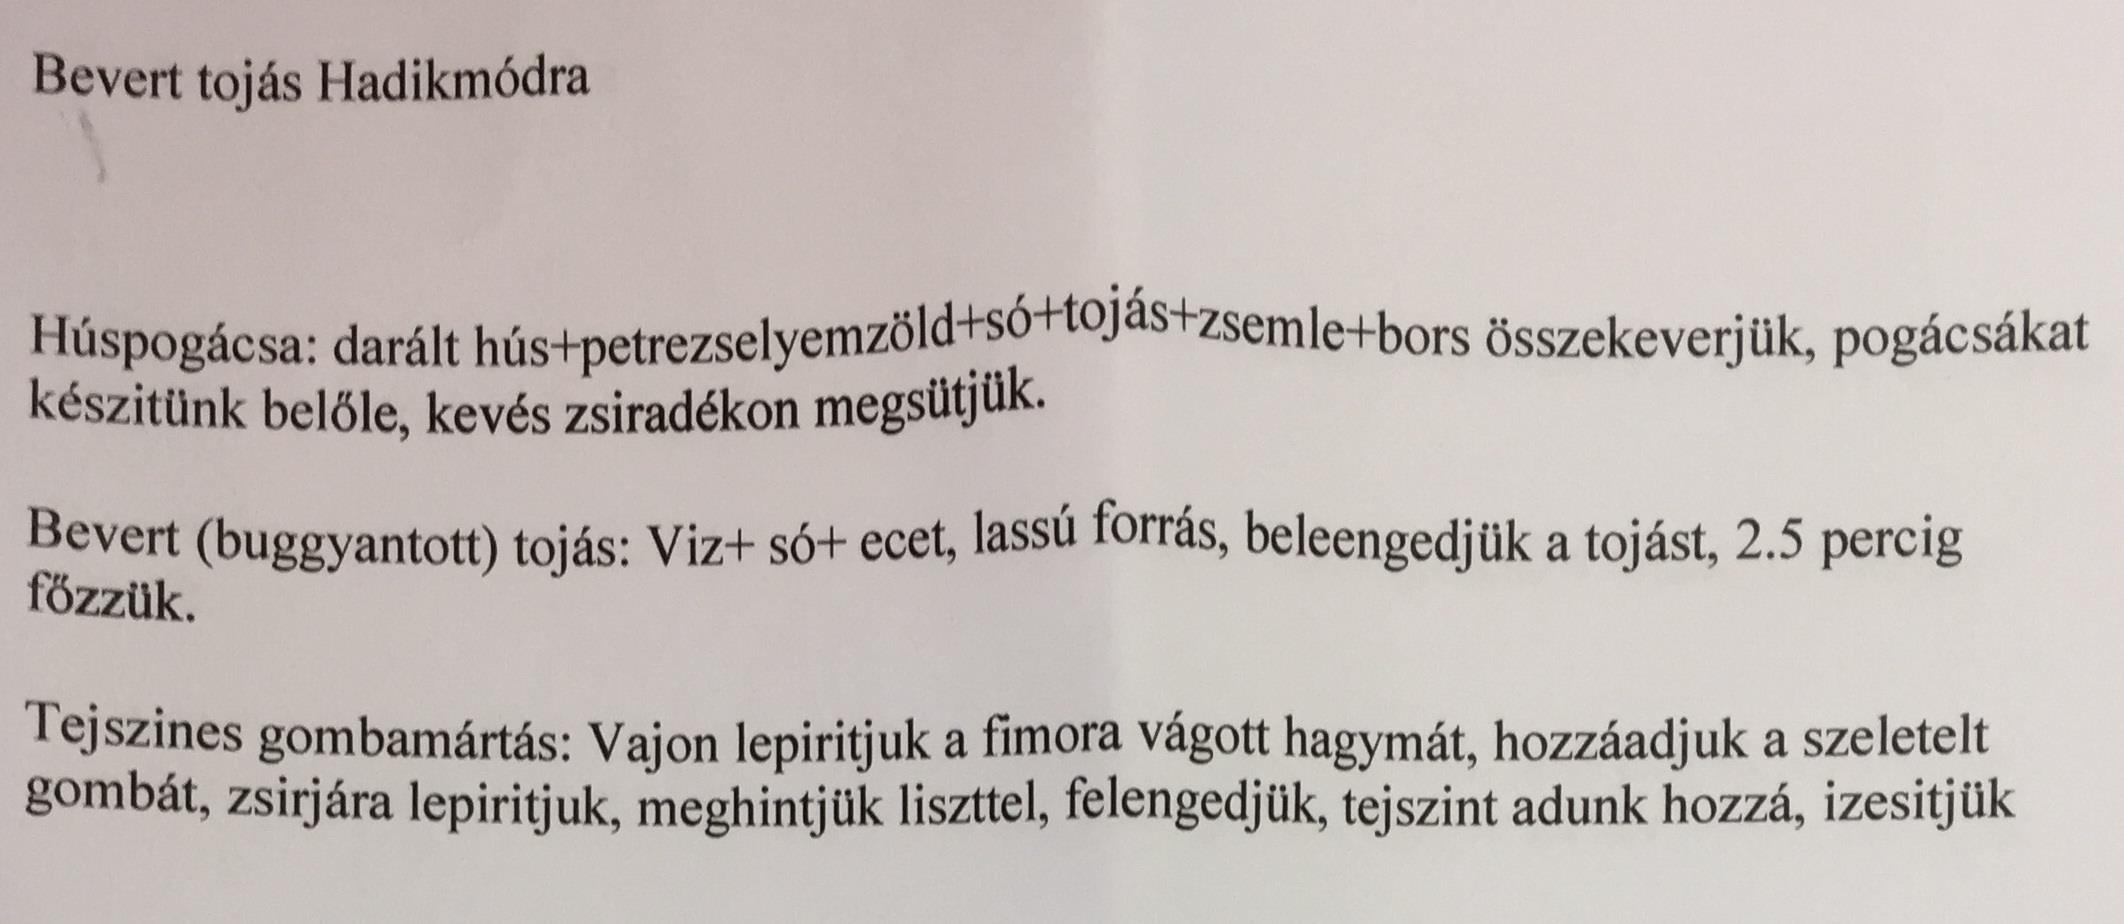 Bevert tojás Hadikmódra
Húspogácsa: darált hús+petrezselyemzöld+só+tojás+zsemle+bors összekeverjük, pogácsákat
készitünk belőle, kevés zsiradékon megsütjük.
Bevert (buggyantott) tojás: Viz+ só+ ecet, lassú forrás, beleengedjük a tojást, 2.5 percig
főzzük.
Tejszines gombamártás: Vajon lepiritjuk a fimora vágott hagymát, hozzáadjuk a szeletelt
gombát, zsirjára lepiritjuk, meghintjük liszttel, felengedjük, tejszint adunk hozzá, izesitjük